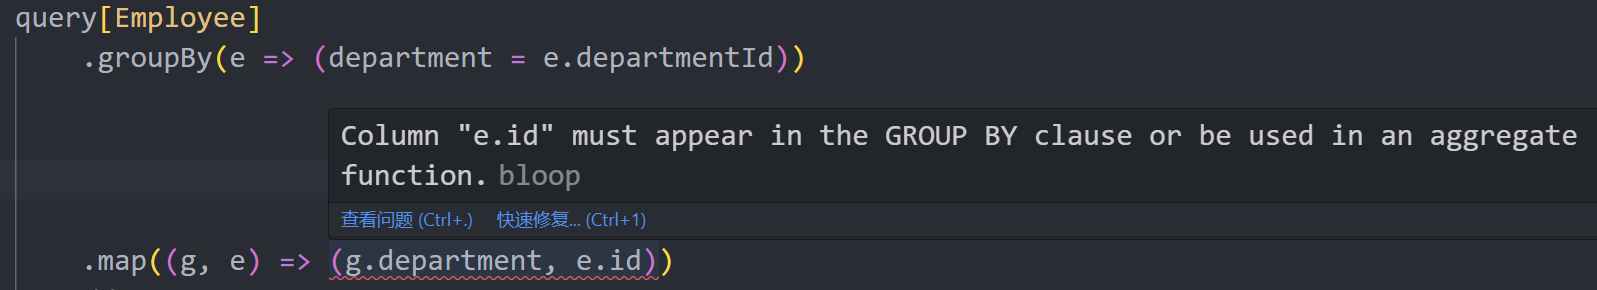 query[Employee]
.groupBy(e => (department = e.departmentId))
Column "e.id" must appear in the GROUP BY clause or be used in an aggregate
function. bloop
查看问题 (Ctrl+.) 快速修复... (Ctrl+1)
.map((g, e) => (g.department, e.id))